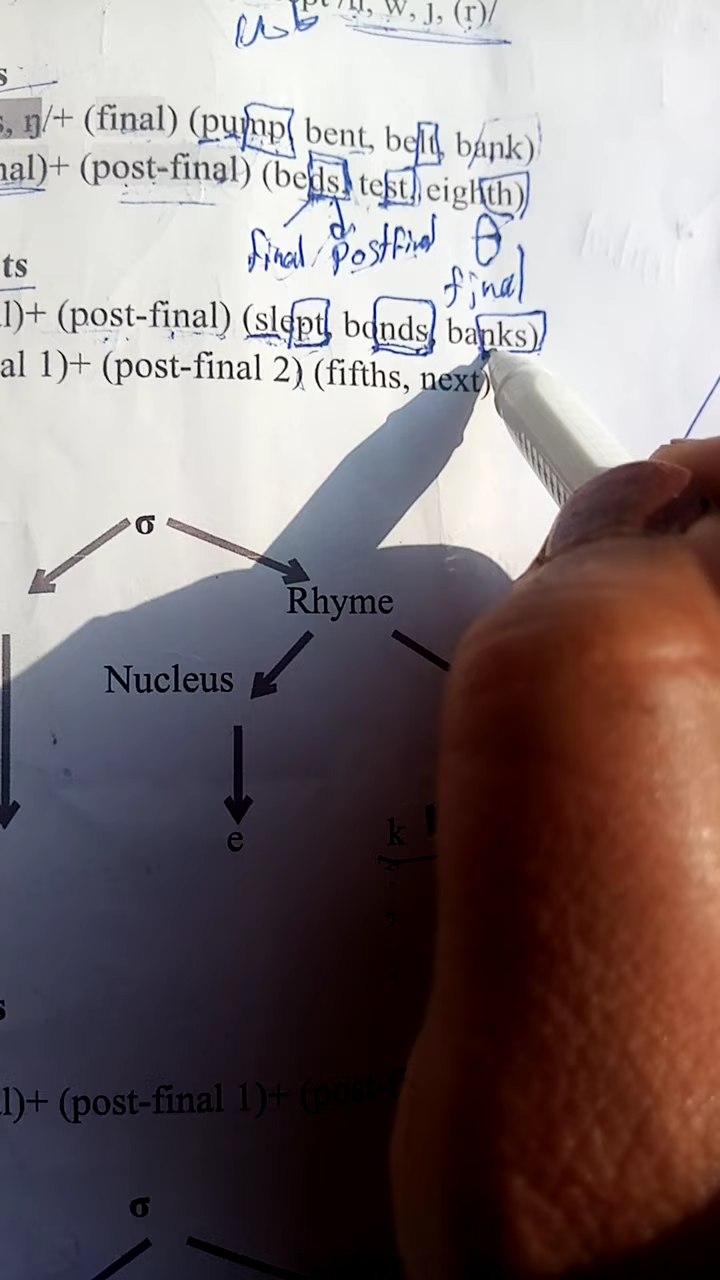 w, j, (r)/
s
s, ŋ/+ (final) (pump, bent, belt, bank)
nal)+ (post-final) (beds, test, eighth)
d θ
final postfinal
final
ts
l)+ (post-final) (slept, bonds, banks)
al 1)+ (post-final 2) (fifths, next)
σ
Rhyme
Nucleus
e k
s
l)+ (post-final 1)+ (post-f
σ